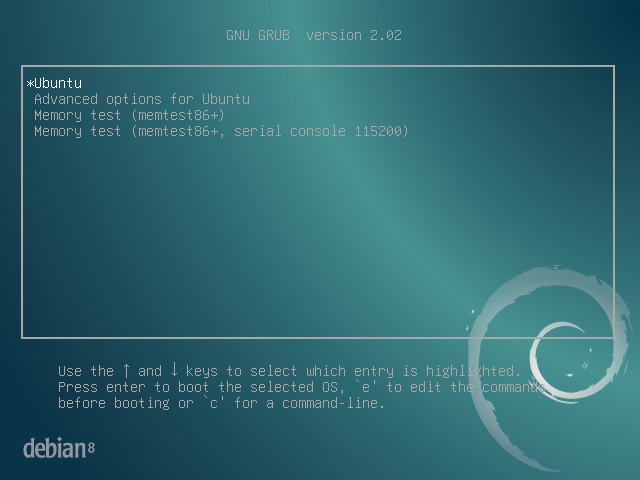 GNU GRUB  version 2.02
*Ubuntu
Advanced options for Ubuntu
Memory test (memtest86+)
Memory test (memtest86+, serial console 115200)
Use the ↑ and ↓ keys to select which entry is highlighted.
Press enter to boot the selected OS, `e' to edit the commands
before booting or `c' for a command-line.
debian 8